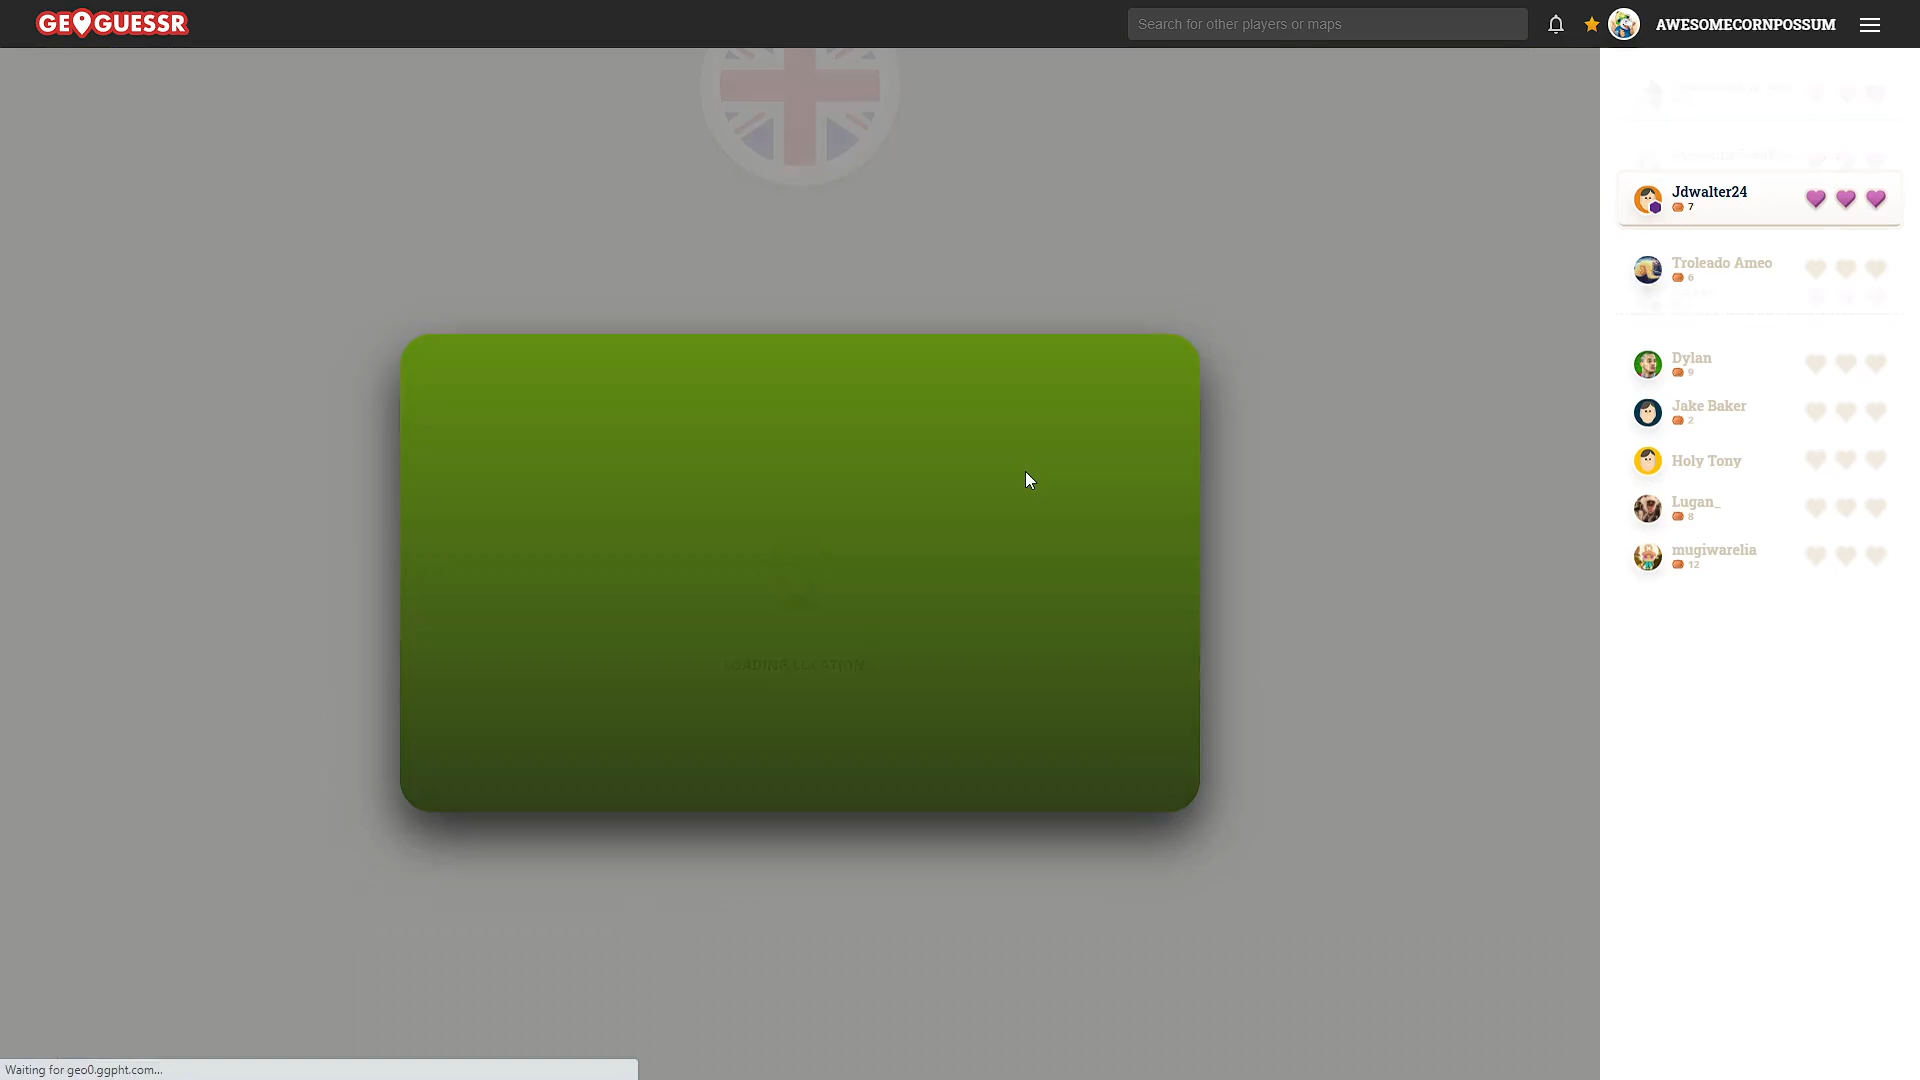 GEOGUESSR
Search for other players or maps
AWESOMECORNPOSSUM
Jdwalter24
7
Troleado Ameo
6
Dylan
9
Jake Baker
2
Holy Tony
Lugan_
8
mugiwarelia
12
LOADING LOCATION
Waiting for geo0.ggpht.com...